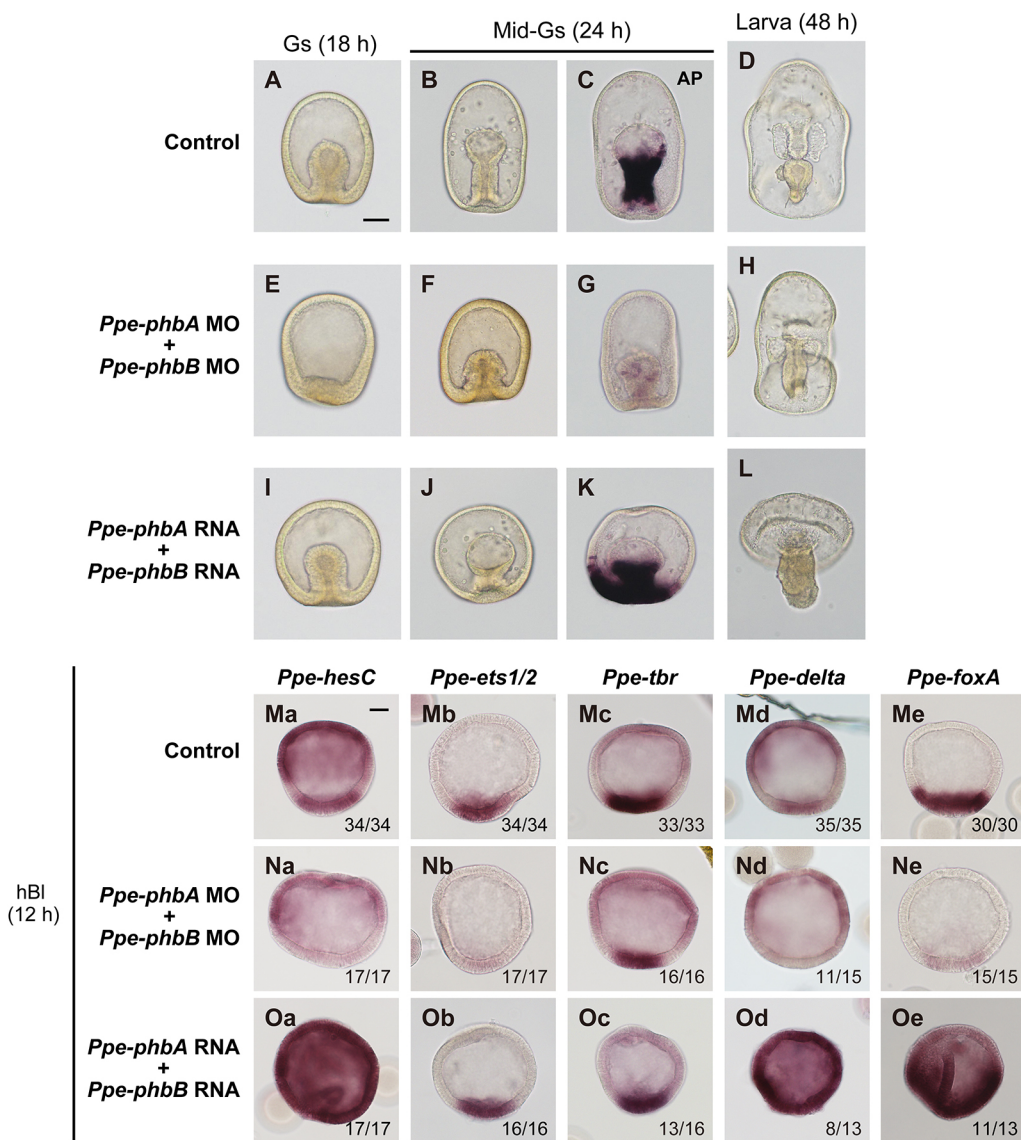 Gs (18 h)
Mid-Gs (24 h)
Larva (48 h)
Control
A
B
C
AP
D
Ppe-phbA MO
+
Ppe-phbB MO
E
F
G
H
Ppe-phbA RNA
+
Ppe-phbB RNA
I
J
K
L
Ppe-hesC
Ppe-ets1/2
Ppe-tbr
Ppe-delta
Ppe-foxA
hBl
(12 h)
Control
Ma
34/34
Mb
34/34
Mc
33/33
Md
35/35
Me
30/30
Ppe-phbA MO
+
Ppe-phbB MO
Na
17/17
Nb
17/17
Nc
16/16
Nd
11/15
Ne
15/15
Ppe-phbA RNA
+
Ppe-phbB RNA
Oa
17/17
Ob
16/16
Oc
13/16
Od
8/13
Oe
11/13